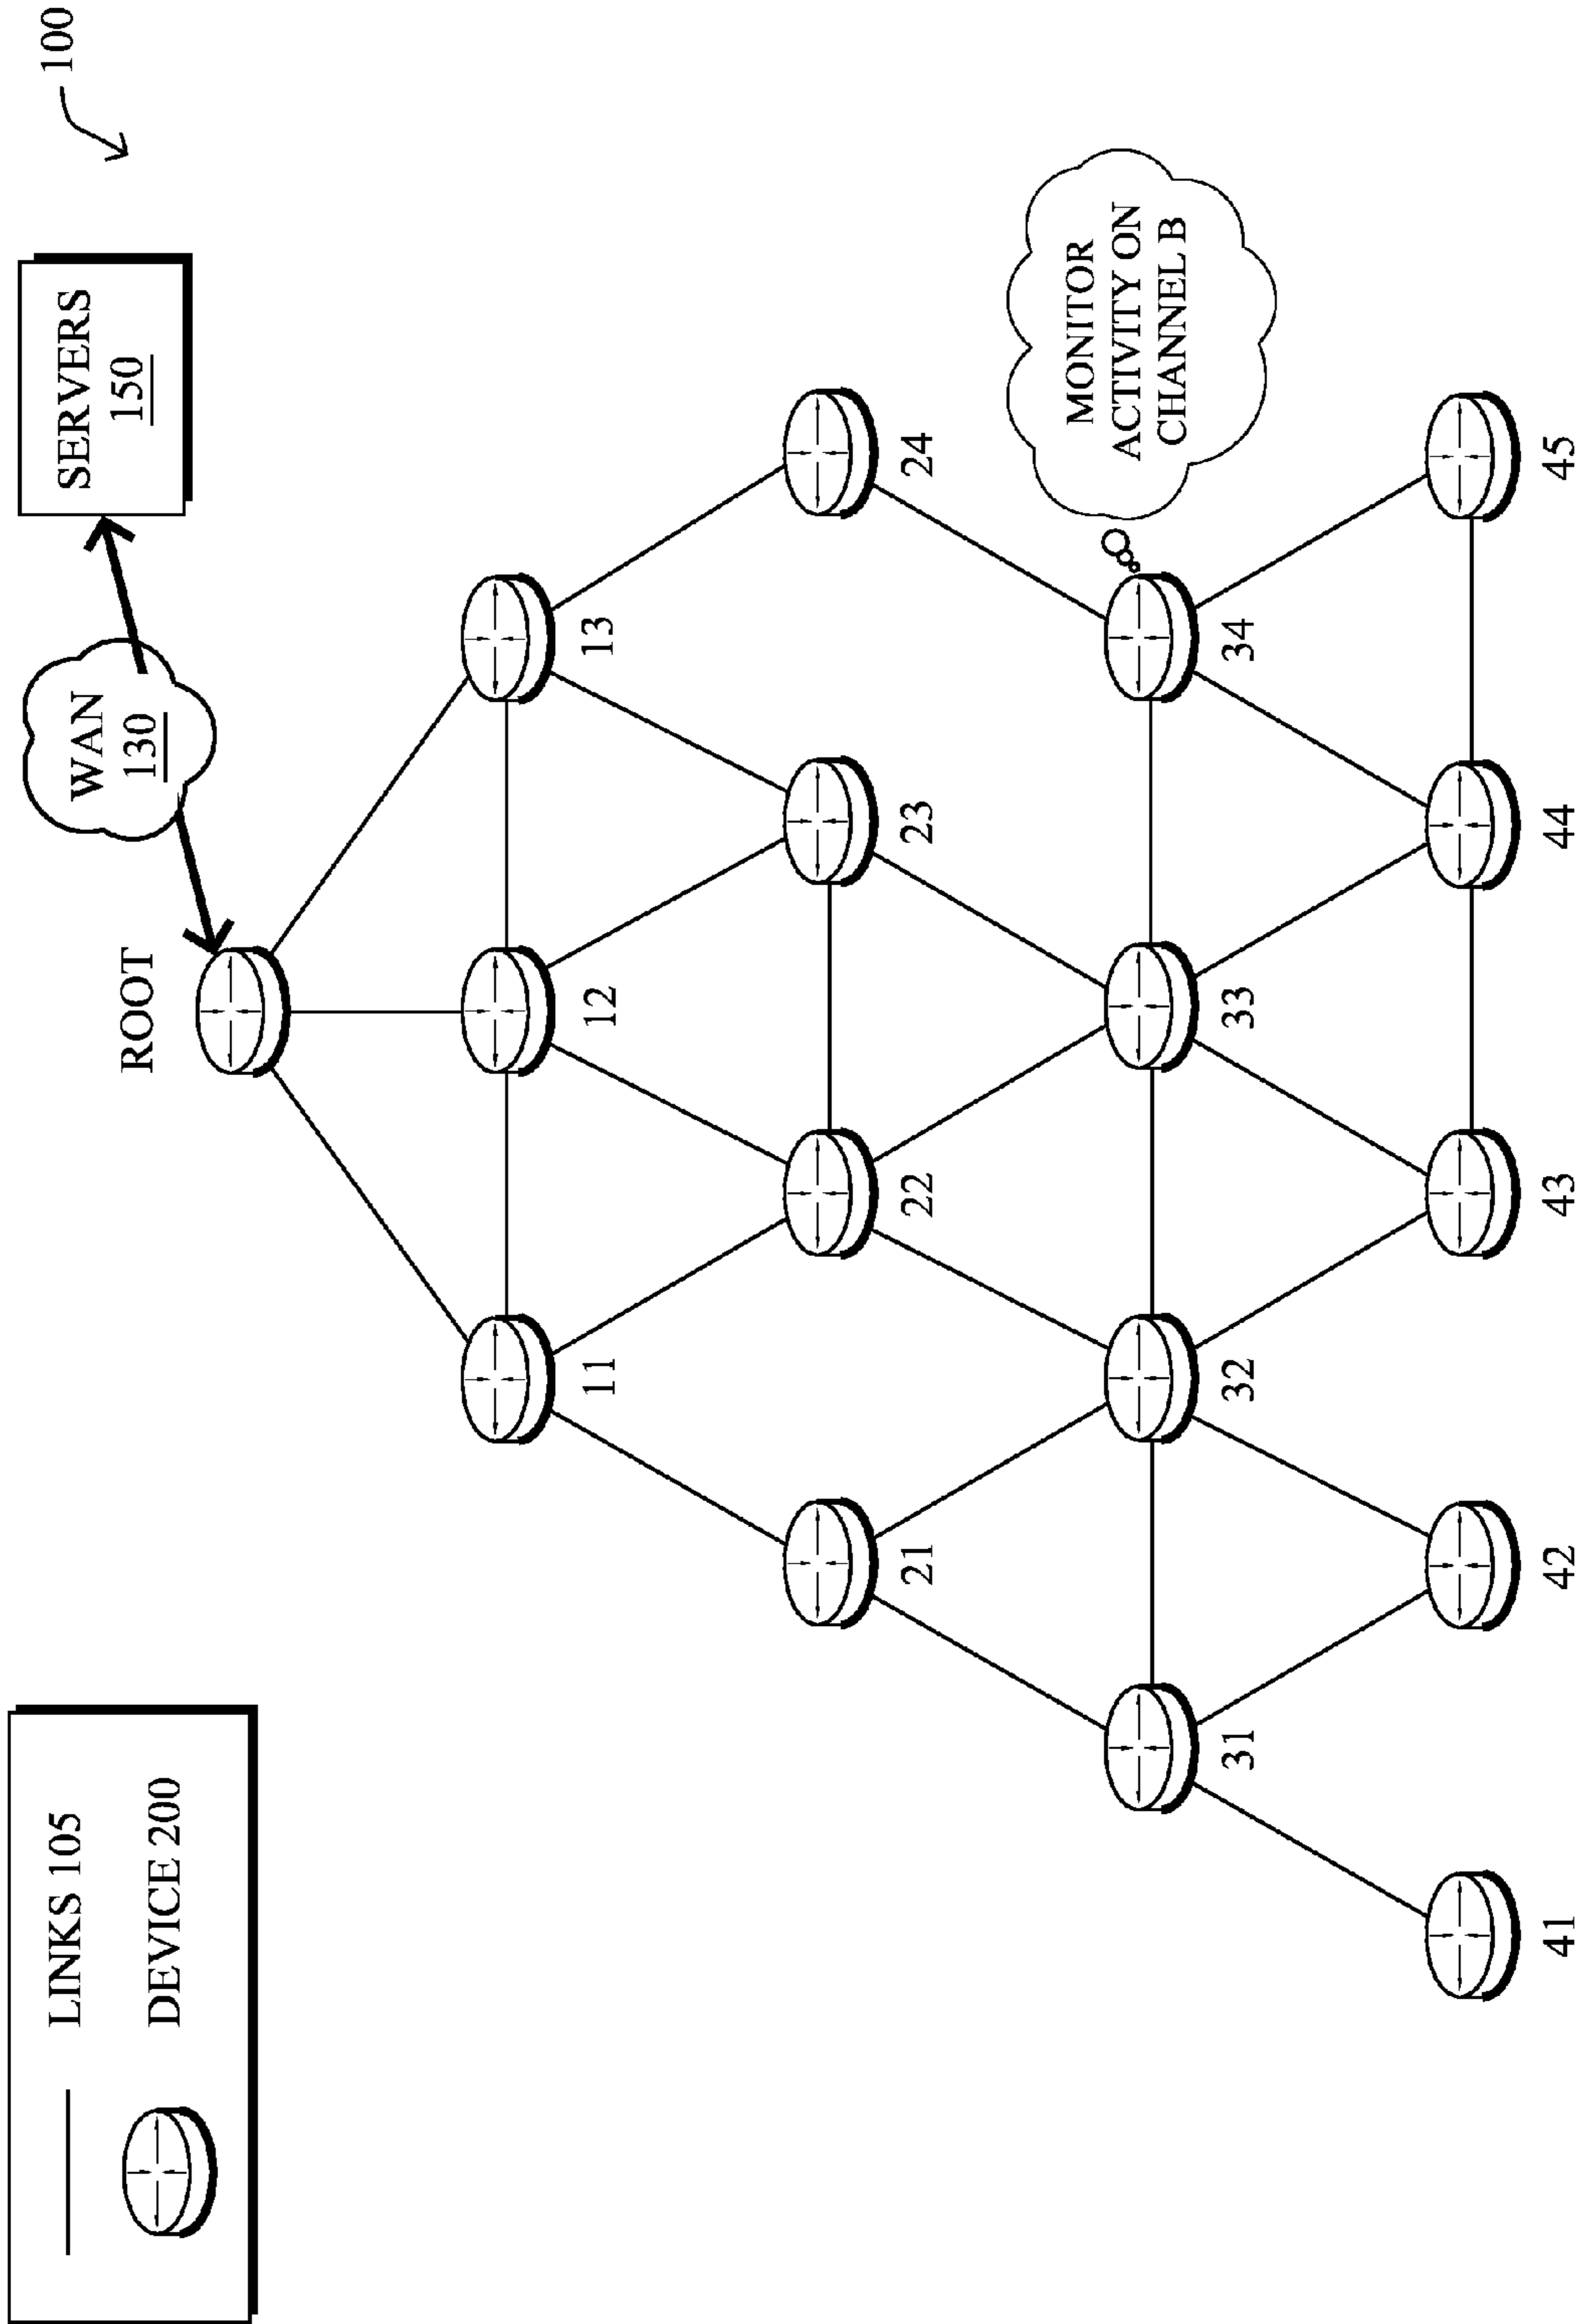 100
LINKS 105
DEVICE 200
WAN
130
SERVERS
150
ROOT
11
12
13
21
22
23
24
MONITOR
ACTIVITY ON
CHANNEL B
31
32
33
34
41
42
43
44
45